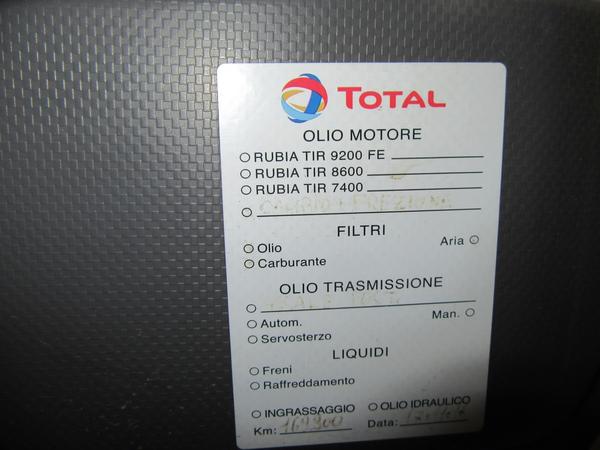 TOTAL
OLIO MOTORE
RUBIA TIR 9200 FE
RUBIA TIR 8600
RUBIA TIR 7400
FILTRI
Olio Aria
Carburante
OLIO TRASMISSIONE
Autom. Man.
Servosterzo
LIQUIDI
Freni
Raffreddamento
INGRASSAGGIO OLIO IDRAULICO
Km: 169300 Data: